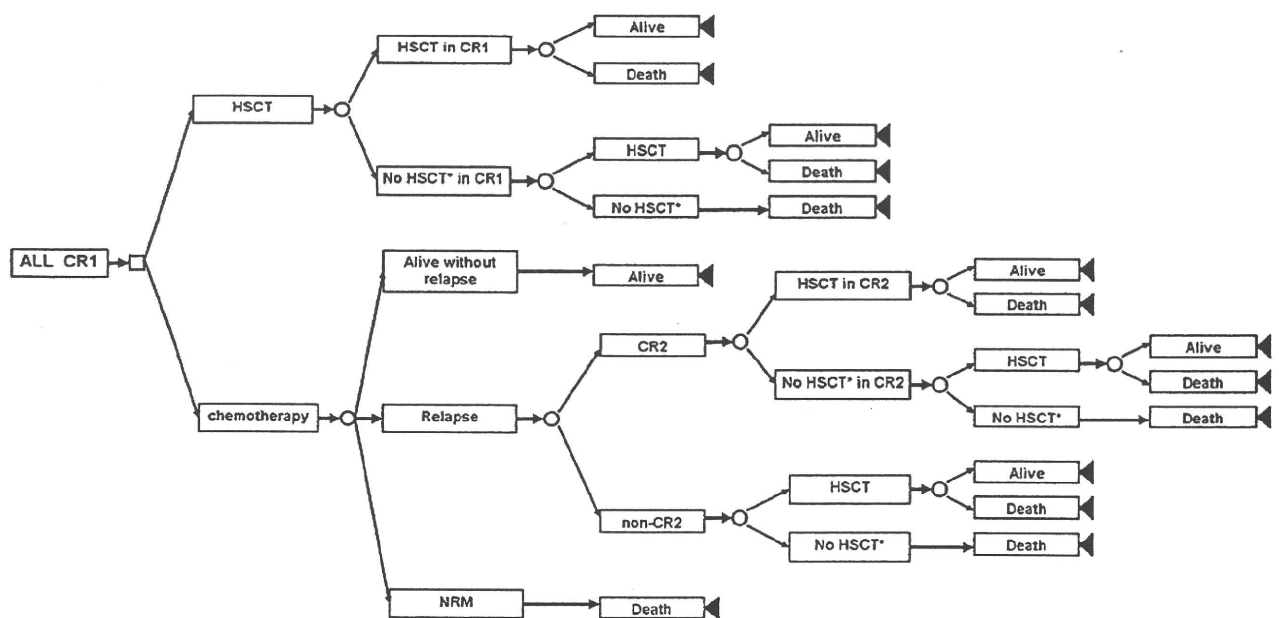 Alive
HSCT in CR1
Death
HSCT
Alive
HSCT
Death
No HSCT* in CR1
No HSCT*
Death
ALL CR1
Alive without
relapse
Alive
Alive
HSCT in CR2
Death
CR2
Alive
HSCT
Death
No HSCT* in CR2
No HSCT*
Death
chemotherapy
Relapse
Alive
HSCT
Death
non-CR2
No HSCT*
Death
NRM
Death